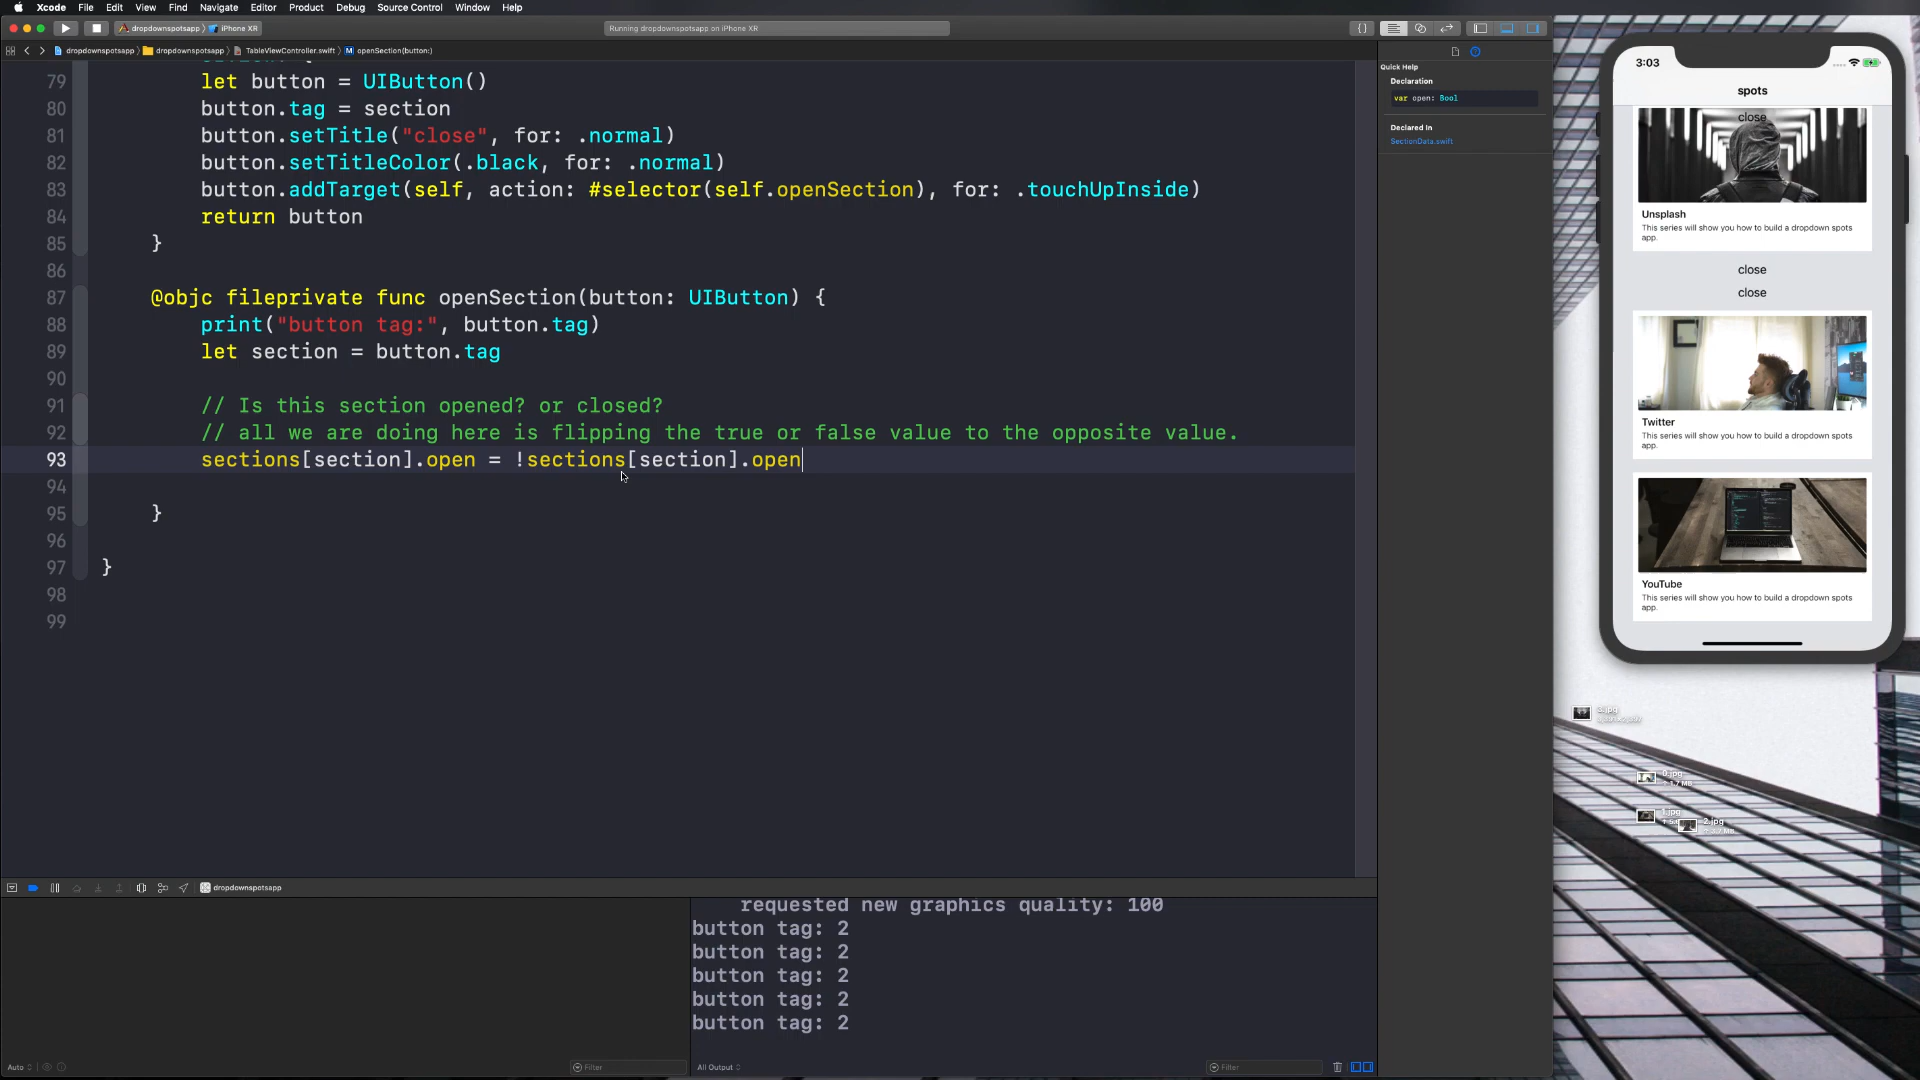 Xcode File Edit View Find Navigate Editor Product Debug Source Control Window Help
dropdownspotsapp iPhone XR
Running dropdownspotsapp on iPhone XR
dropdownspotsapp dropdownspotsapp TableViewController.swift M openSection(button:)
79 let button = UIButton()
80 button.tag = section
81 button.setTitle("close", for: .normal)
82 button.setTitleColor(.black, for: .normal)
83 button.addTarget(self, action: #selector(self.openSection), for: .touchUpInside)
84 return button
85 }
86
87 @objc fileprivate func openSection(button: UIButton) {
88 print("button tag:", button.tag)
89 let section = button.tag
90
91 // Is this section opened? or closed?
92 // all we are doing here is flipping the true or false value to the opposite value.
93 sections[section].open = !sections[section].open
94
95 }
96
97 }
98
99
dropdownspotsapp
requested new graphics quality: 100
button tag: 2
button tag: 2
button tag: 2
button tag: 2
button tag: 2
Auto
Filter
All Output
Filter
Quick Help
Declaration
var open: Bool
Declared In
SectionData.swift
3:03
spots
close
Unsplash
This series will show you how to build a dropdown spots
app.
close
close
Twitter
This series will show you how to build a dropdown spots
app.
YouTube
This series will show you how to build a dropdown spots
app.
0.jpg
1.jpg
2.jpg